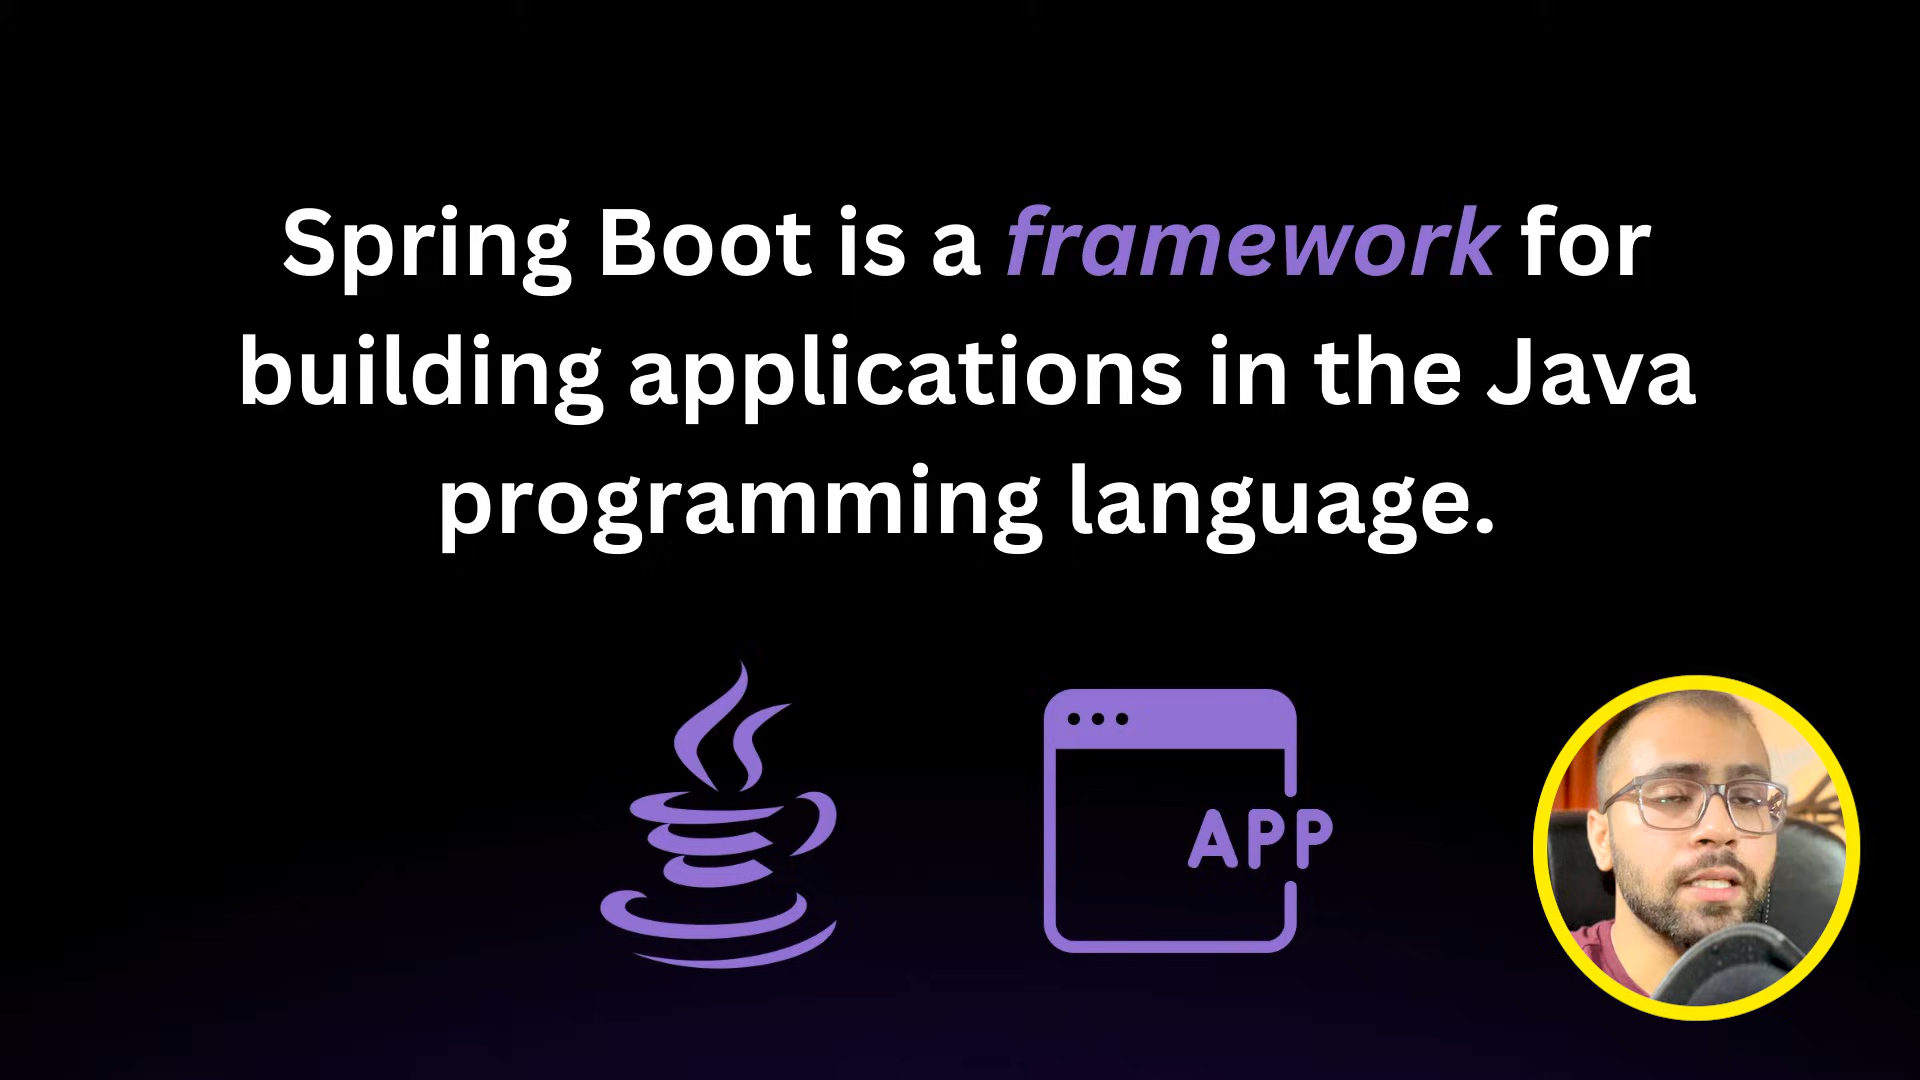 Spring Boot is a framework for
building applications in the Java
programming language.
APP